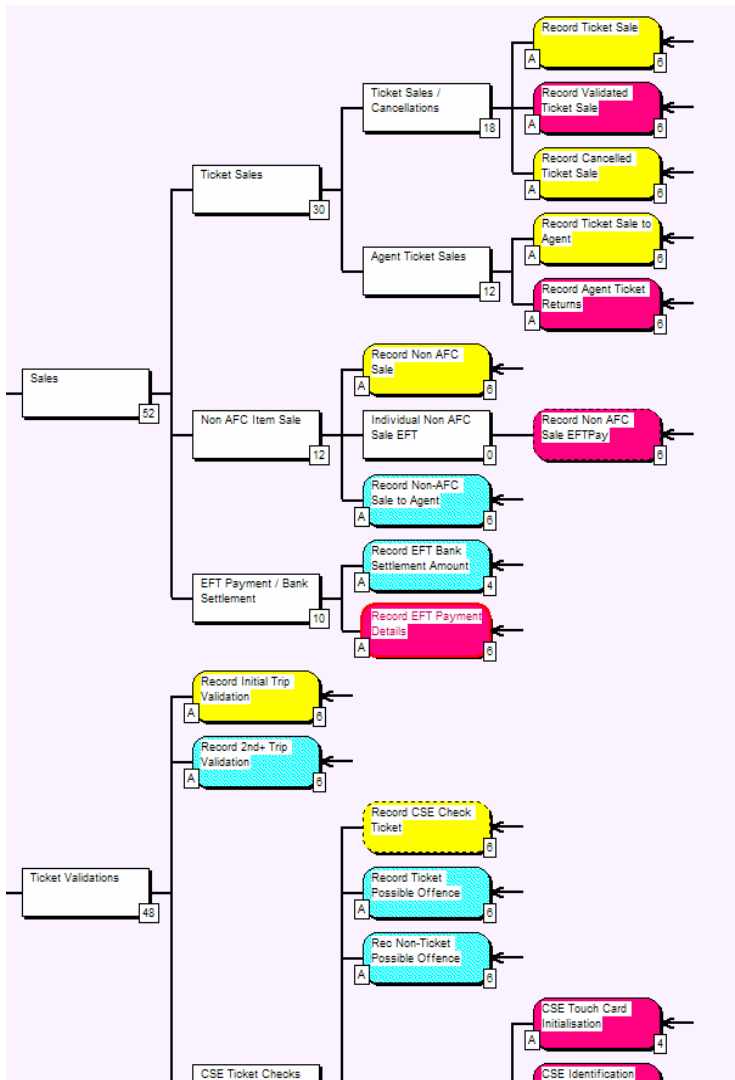 Record Ticket Sale
A
6
Ticket Sales /
Cancellations
18
Record Validated
Ticket Sale
A
6
Record Cancelled
Ticket Sale
A
6
Ticket Sales
30
Record Ticket Sale to
Agent
A
6
Agent Ticket Sales
12
Record Agent Ticket
Returns
A
6
Sales
52
Record Non AFC
Sale
A
6
Non AFC Item Sale
12
Individual Non AFC
Sale EFT
0
Record Non AFC
Sale EFTPay
6
Record Non-AFC
Sale to Agent
A
6
EFT Payment / Bank
Settlement
10
Record EFT Bank
Settlement Amount
A
4
Record EFT Payment
Details
A
6
Record Initial Trip
Validation
A
6
Record 2nd+ Trip
Validation
A
6
Record CSE Check
Ticket
6
Ticket Validations
48
Record Ticket
Possible Offence
A
6
Rec Non-Ticket
Possible Offence
A
6
CSE Touch Card
Initialisation
A
4
CSE Ticket Checks
CSE Identification